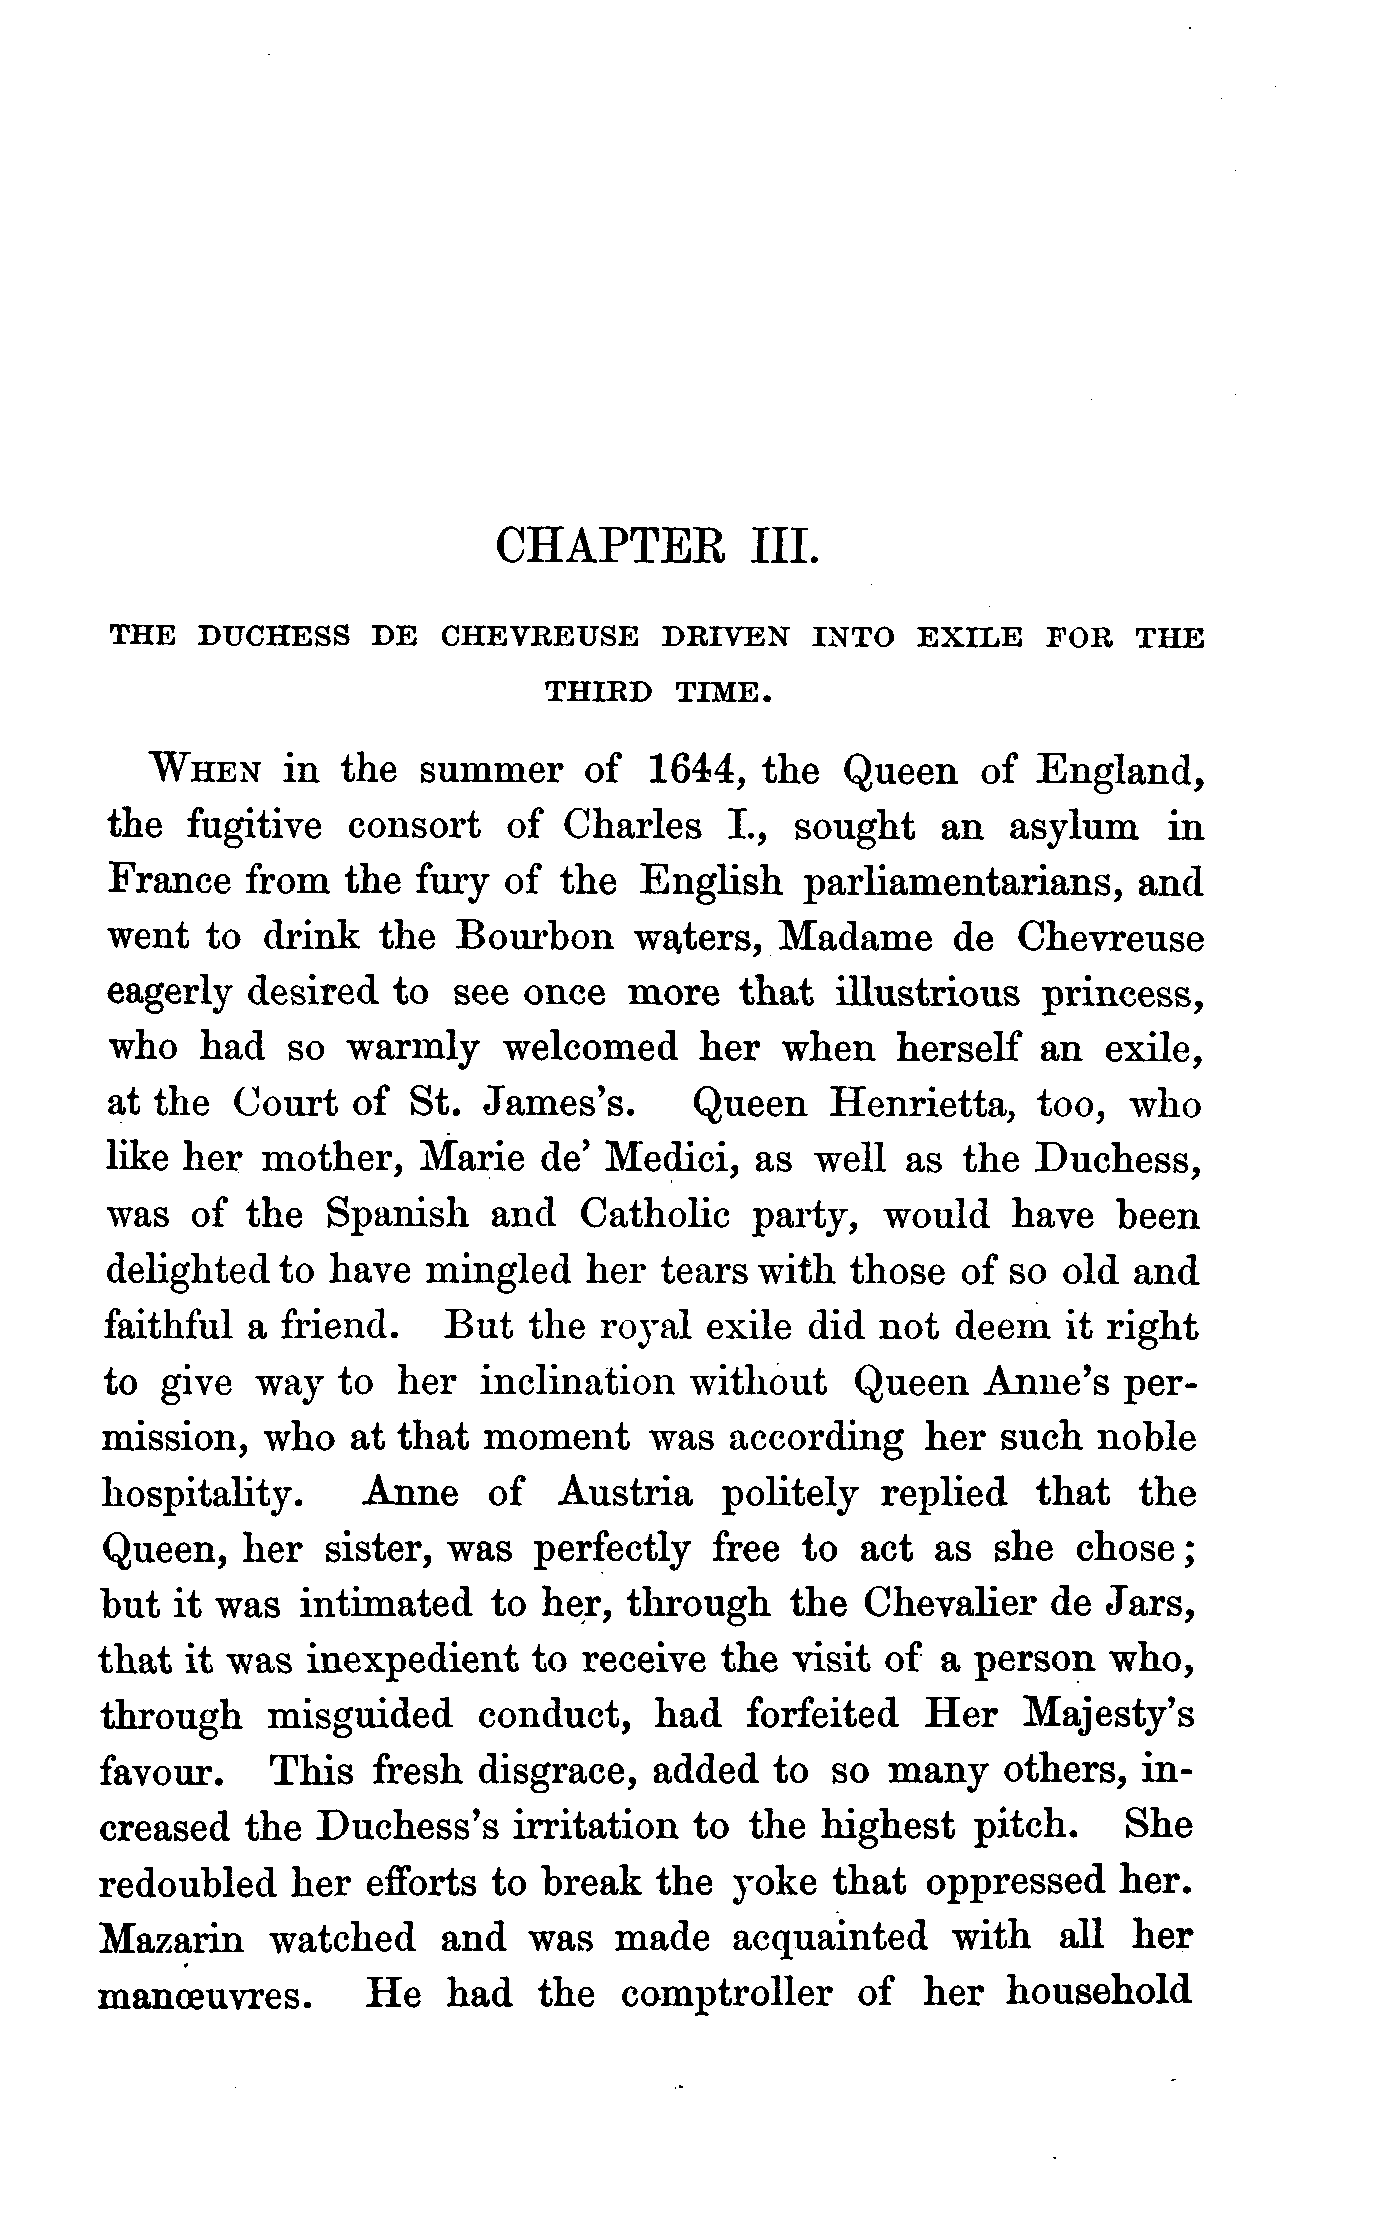 CHAPTER III.
THE DUCHESS DE CHEVREUSE DRIVEN INTO EXILE FOR THE
THIRD TIME.
WHEN in the summer of 1644, the Queen of England,
the fugitive consort of Charles I., sought an asylum in
France from the fury of the English parliamentarians, and
went to drink the Bourbon waters, Madame de Chevreuse
eagerly desired to see once more that illustrious princess,
who had so warmly welcomed her when herself an exile,
at the Court of St. James's. Queen Henrietta, too, who
like her mother, Marie de' Medici, as well as the Duchess,
was of the Spanish and Catholic party, would have been
delighted to have mingled her tears with those of so old and
faithful a friend. But the royal exile did not deem it right
to give way to her inclination without Queen Anne's per-
mission, who at that moment was according her such noble
hospitality. Anne of Austria politely replied that the
Queen, her sister, was perfectly free to act as she chose;
but it was intimated to her, through the Chevalier de Jars,
that it was inexpedient to receive the visit of a person who,
through misguided conduct, had forfeited Her Majesty's
favour. This fresh disgrace, added to so many others, in-
creased the Duchess's irritation to the highest pitch. She
redoubled her efforts to break the yoke that oppressed her.
Mazarin watched and was made acquainted with all her
manœuvres. He had the comptroller of her household